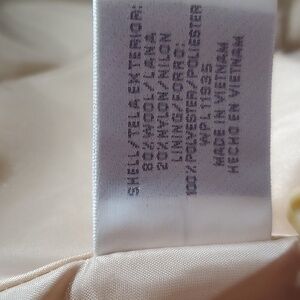 SHELL/TELA EXTERIOR:
80% WOOL/LANA
20% NYLON/NILON
LINING/FORRO:
100% POLYESTER/POLIESTER
WPL 11935
MADE IN VIETNAM
HECHO EN VIETNAM